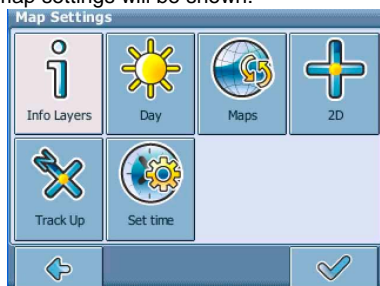 map settings will be shown.
Map Settings
Info Layers
Day
Maps
2D
Track Up
Set time